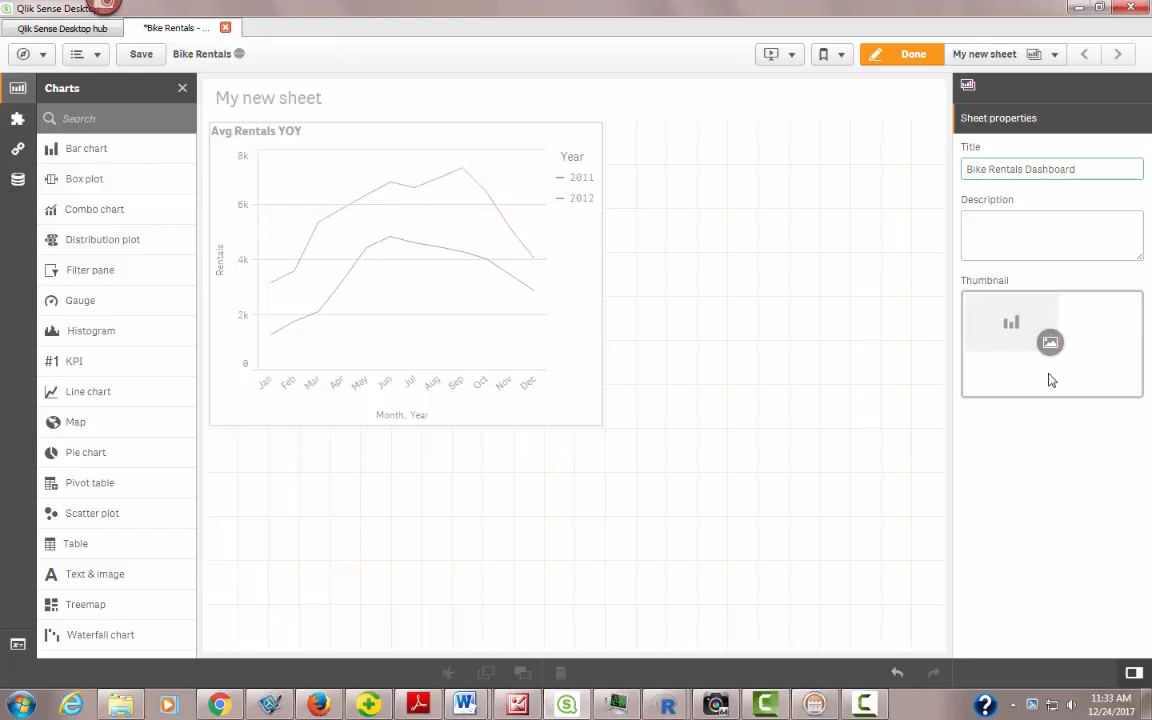 Qlik Sense Desktop
Qlik Sense Desktop hub
*Bike Rentals - ...
Save
Bike Rentals
Done
My new sheet
Charts
Search
Bar chart
Box plot
Combo chart
Distribution plot
Filter pane
Gauge
Histogram
#1 KPI
Line chart
Map
Pie chart
Pivot table
Scatter plot
Table
A Text & image
Treemap
Waterfall chart
My new sheet
Avg Rentals YOY
8k
6k
4k
2k
0
Rentals
Jan Feb Mar Apr May Jun Jul Aug Sep Oct Nov Dec
Month, Year
Year
2011
2012
Sheet properties
Title
Bike Rentals Dashboard
Description
Thumbnail
11:33 AM
12/24/2017